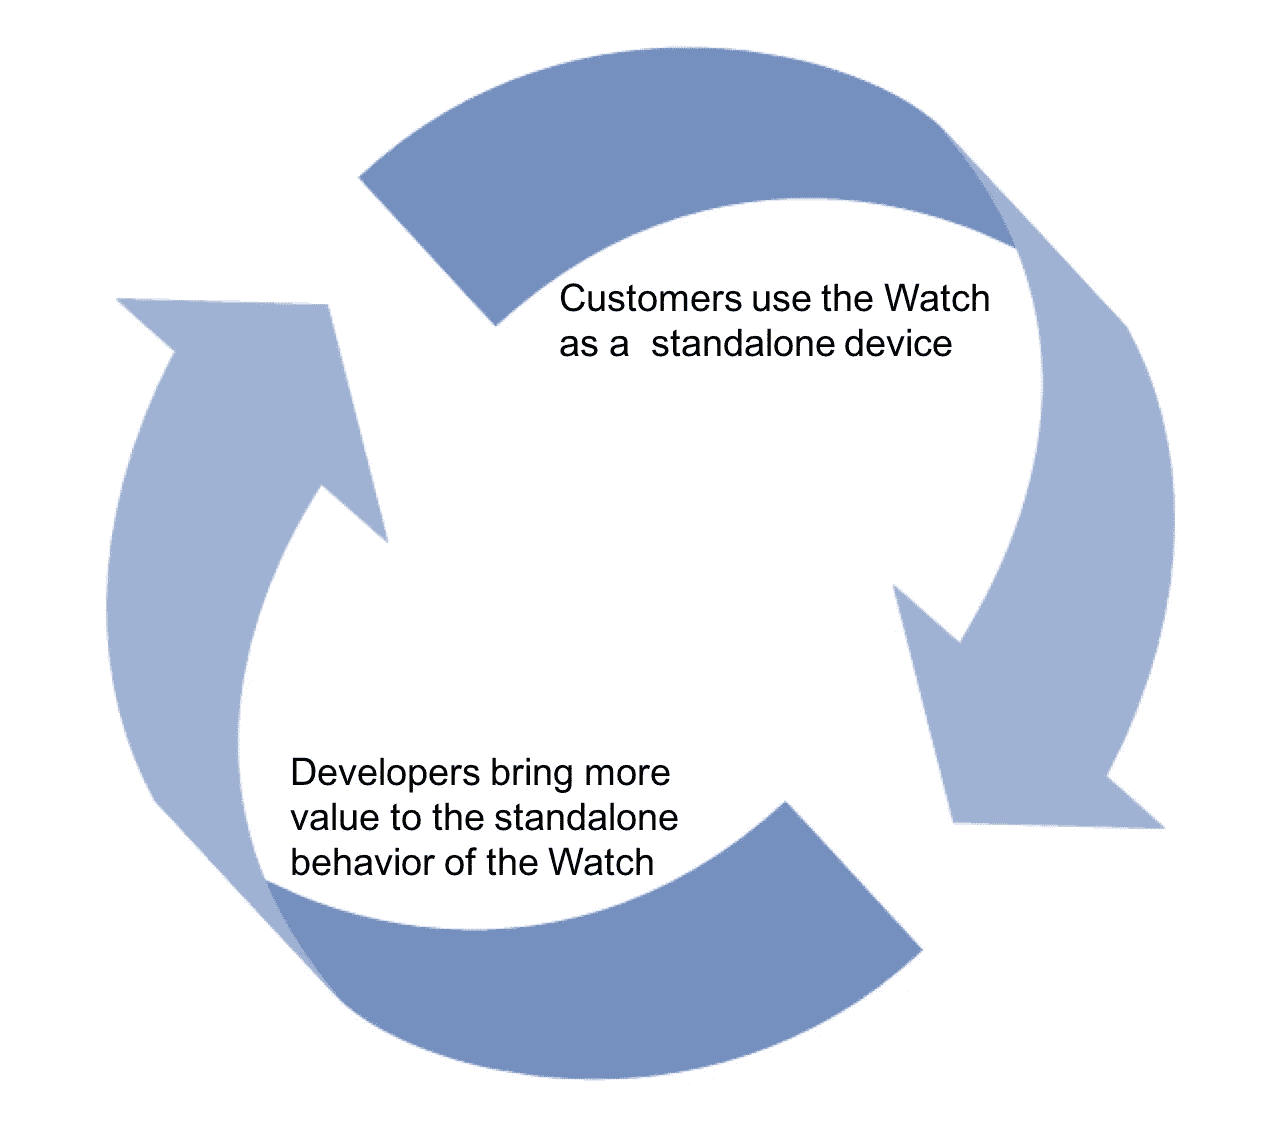 Customers use the Watch
as a  standalone device
Developers bring more
value to the standalone
behavior of the Watch